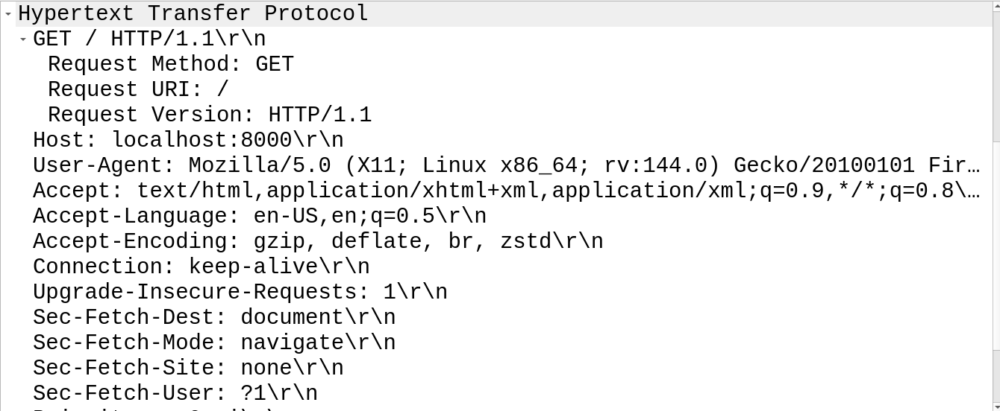 Hypertext Transfer Protocol
GET / HTTP/1.1\r\n
Request Method: GET
Request URI: /
Request Version: HTTP/1.1
Host: localhost:8000\r\n
User-Agent: Mozilla/5.0 (X11; Linux x86_64; rv:144.0) Gecko/20100101 Fir…
Accept: text/html,application/xhtml+xml,application/xml;q=0.9,*/*;q=0.8\…
Accept-Language: en-US,en;q=0.5\r\n
Accept-Encoding: gzip, deflate, br, zstd\r\n
Connection: keep-alive\r\n
Upgrade-Insecure-Requests: 1\r\n
Sec-Fetch-Dest: document\r\n
Sec-Fetch-Mode: navigate\r\n
Sec-Fetch-Site: none\r\n
Sec-Fetch-User: ?1\r\n